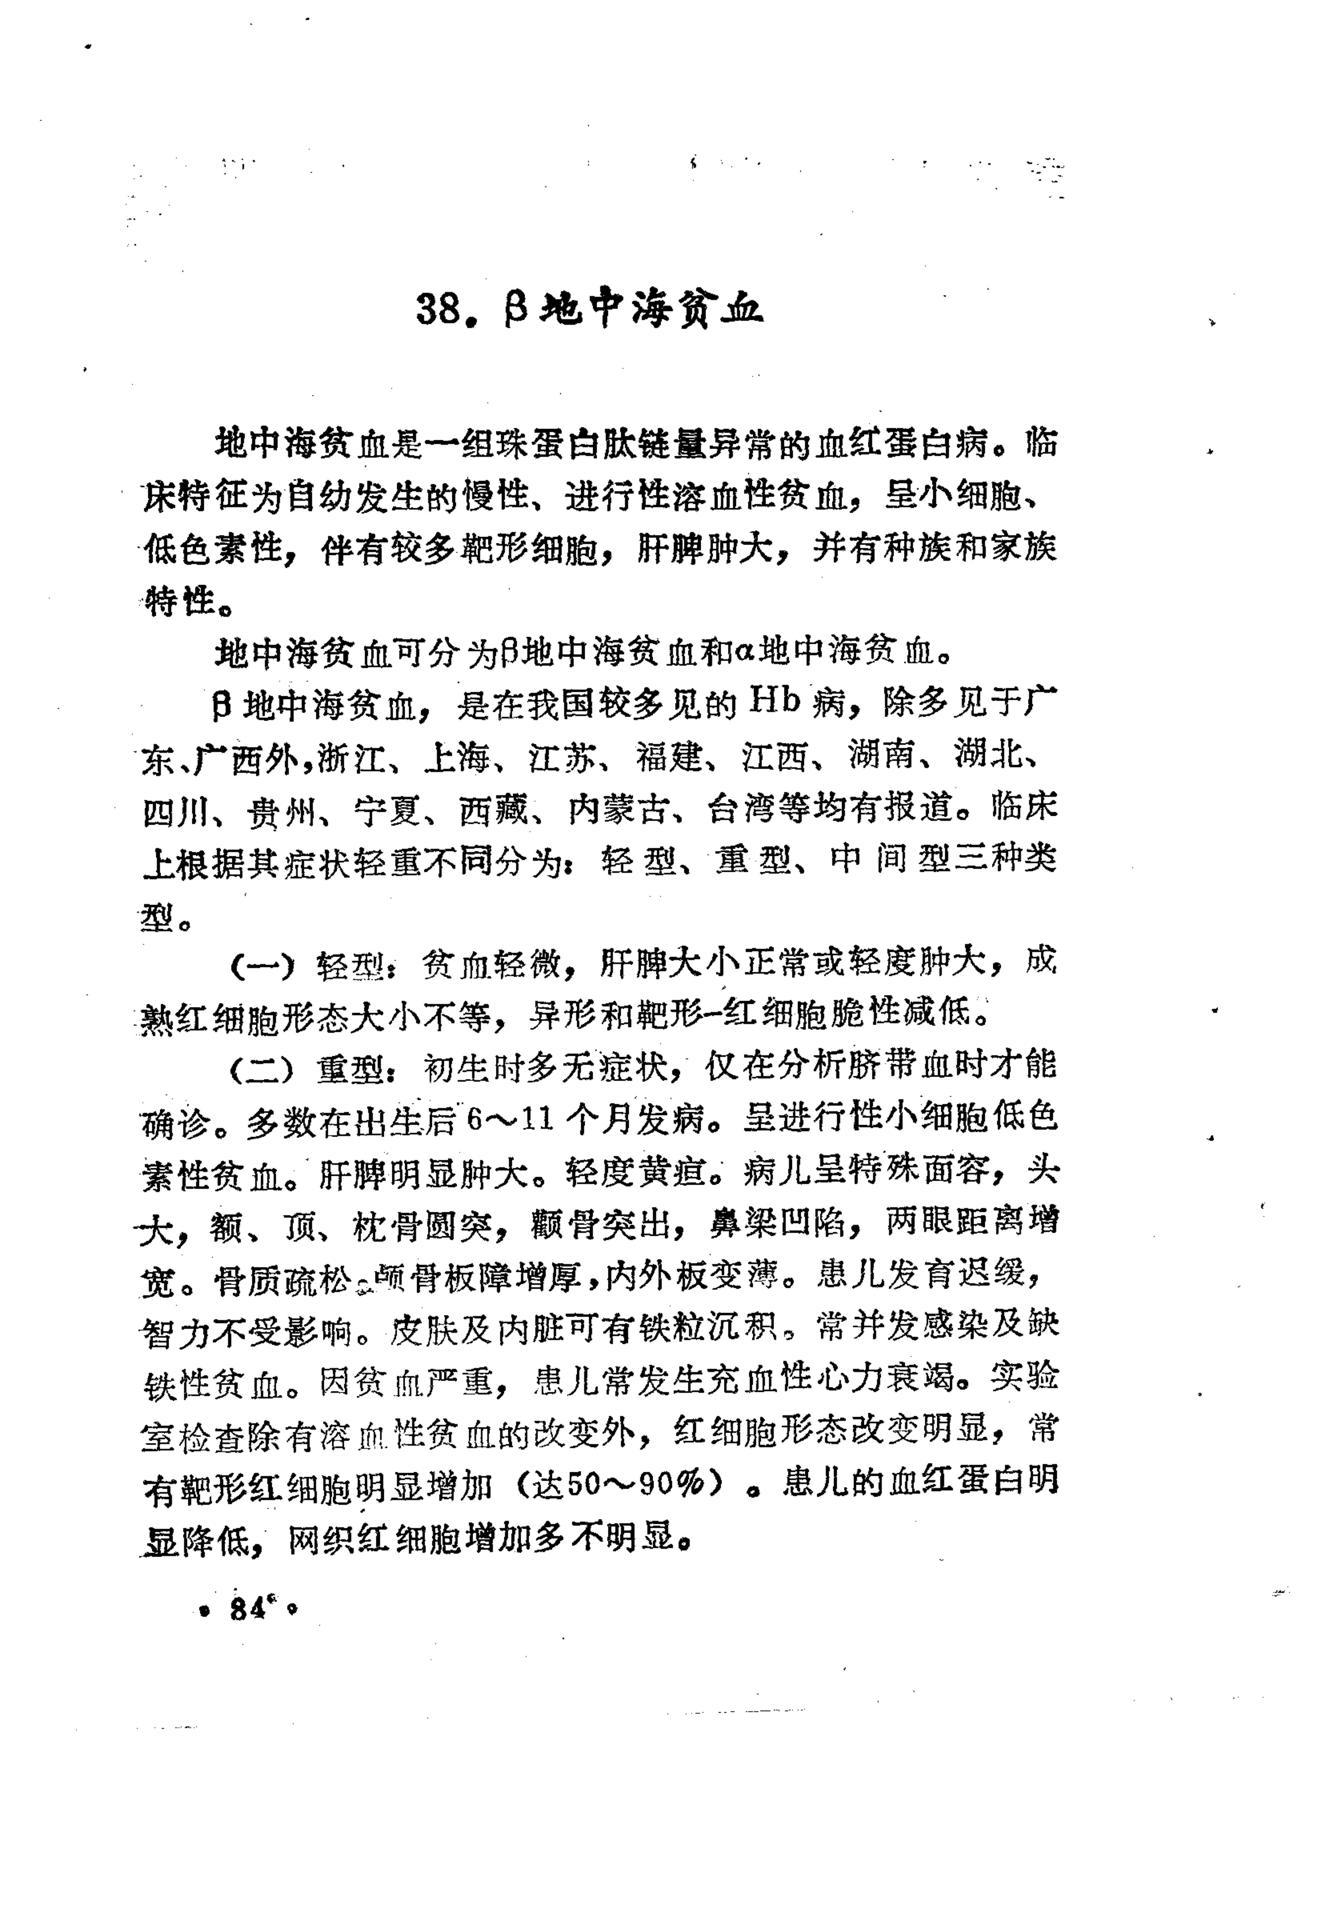 38. β地中海贫血
地中海贫血是一组珠蛋白肽链量异常的血红蛋白病。临
床特征为自幼发生的慢性、进行性溶血性贫血，呈小细胞、
低色素性，伴有较多靶形细胞，肝脾肿大，并有种族和家族
特性。
地中海贫血可分为β地中海贫血和α地中海贫血。
β地中海贫血，是在我国较多见的 Hb 病，除多见于广
东、广西外，浙江、上海、江苏、福建、江西、湖南、湖北、
四川、贵州、宁夏、西藏、内蒙古、台湾等均有报道。临床
上根据其症状轻重不同分为：轻型、重型、中间型三种类
型。
（一）轻型：贫血轻微，肝脾大小正常或轻度肿大，成
熟红细胞形态大小不等，异形和靶形-红细胞脆性减低。
（二）重型：初生时多无症状，仅在分析脐带血时才能
确诊。多数在出生后6～11个月发病。呈进行性小细胞低色
素性贫血。肝脾明显肿大。轻度黄疸。病儿呈特殊面容，头
大，额、顶、枕骨圆突，颧骨突出，鼻梁凹陷，两眼距离增
宽。骨质疏松。颅骨板障增厚，内外板变薄。患儿发育迟缓，
智力不受影响。皮肤及内脏可有铁粒沉积。常并发感染及缺
铁性贫血。因贫血严重，患儿常发生充血性心力衰竭。实验
室检查除有溶血性贫血的改变外，红细胞形态改变明显，常
有靶形红细胞明显增加（达50～90%）。患儿的血红蛋白明
显降低，网织红细胞增加多不明显。
• 84 •